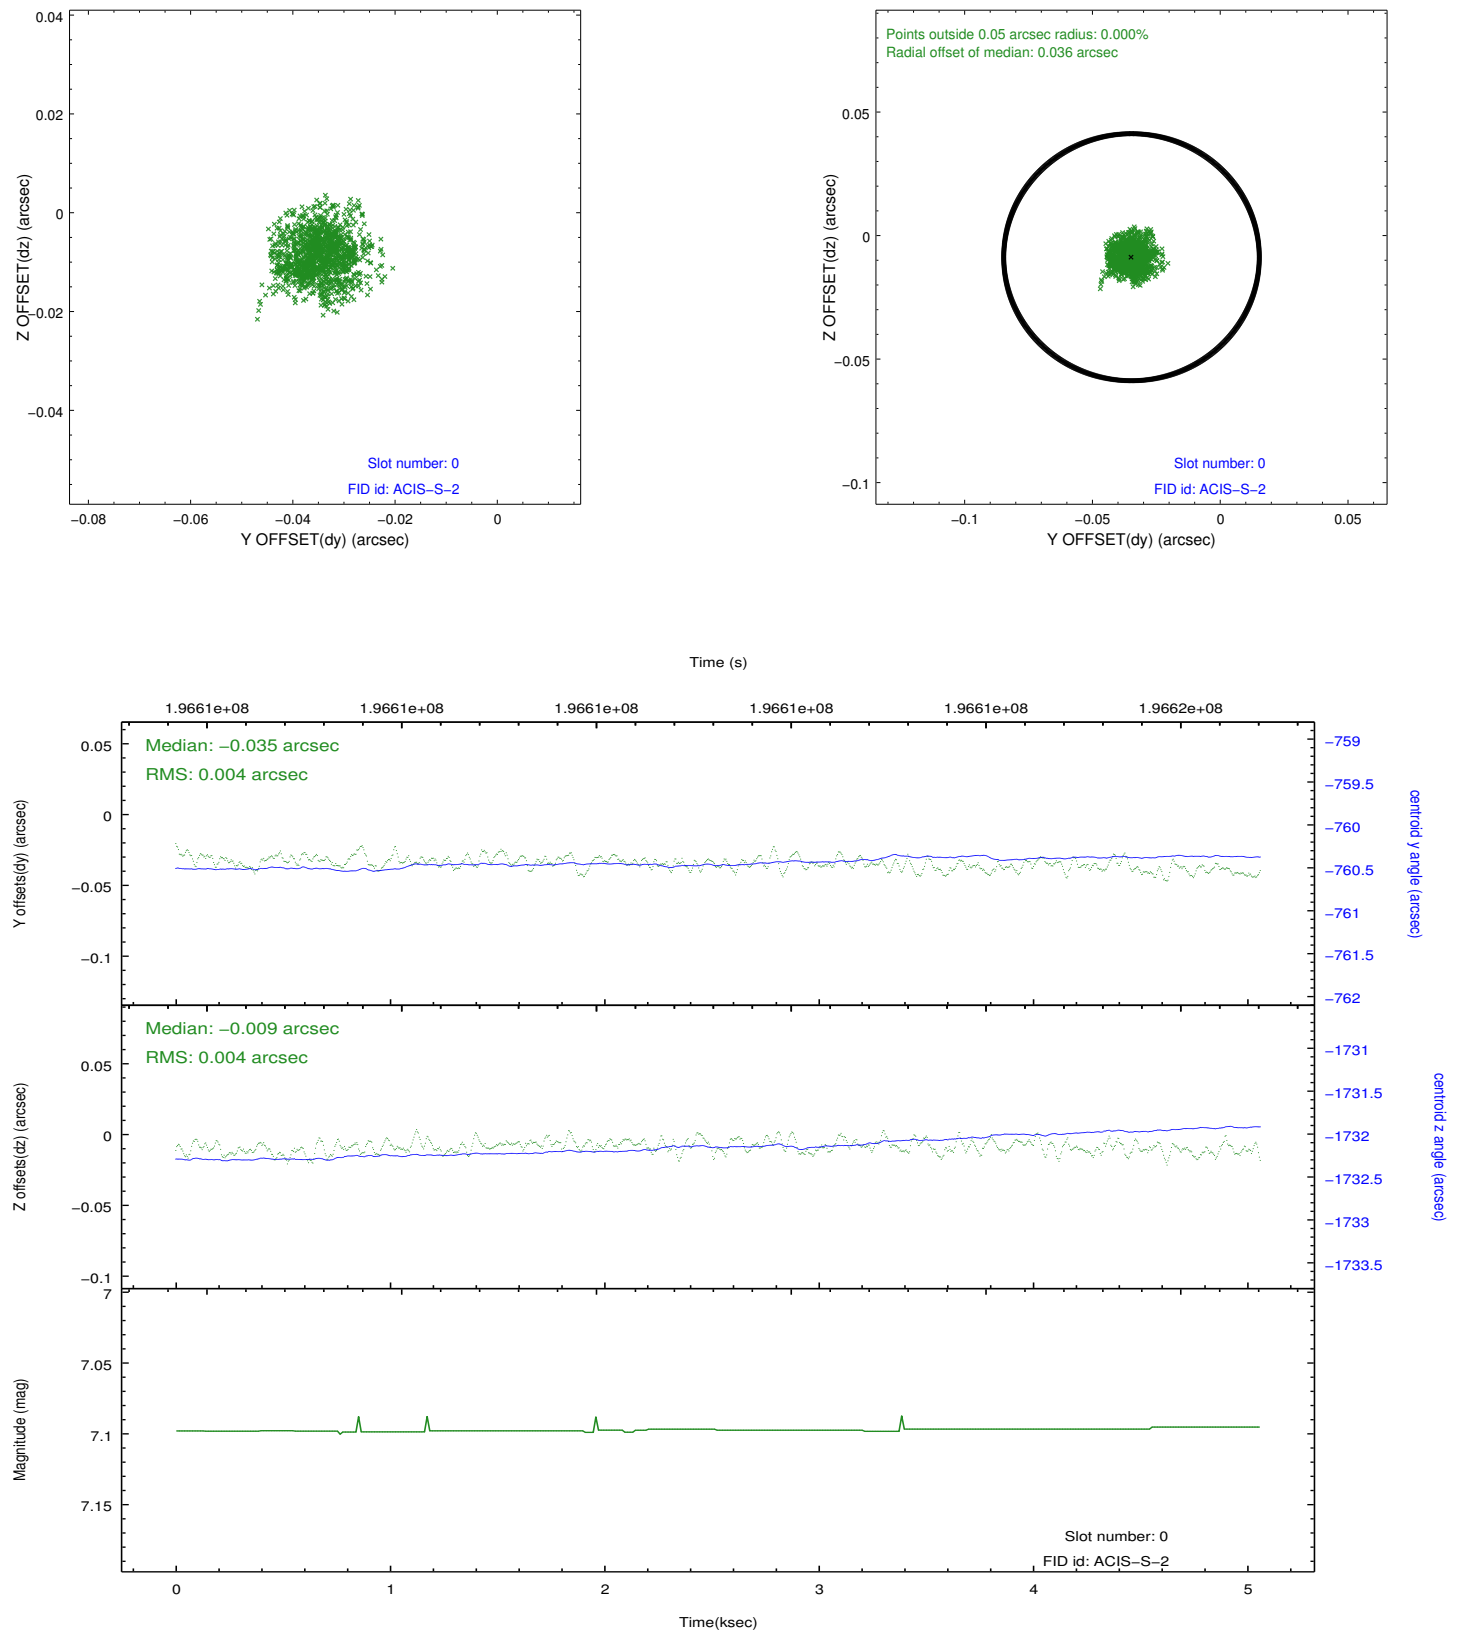 0.04
0.02
0
−0.02
−0.04
Z OFFSET(dz) (arcsec)
Slot number: 0
FID id: ACIS−S−2
−0.08 −0.06 −0.04 −0.02 0
Y OFFSET(dy) (arcsec)
Points outside 0.05 arcsec radius: 0.000%
Radial offset of median: 0.036 arcsec
0.05
0
−0.05
−0.1
Z OFFSET(dz) (arcsec)
Slot number: 0
FID id: ACIS−S−2
−0.1 −0.05 0 0.05
Y OFFSET(dy) (arcsec)
Time (s)
1.9661e+08 1.9661e+08 1.9661e+08 1.9661e+08 1.9661e+08 1.9662e+08
Median: −0.035 arcsec
RMS: 0.004 arcsec
0.05
0
−0.05
−0.1
Y offsets(dy) (arcsec)
−759
−759.5
−760
−760.5
−761
−761.5
−762
centroid y angle (arcsec)
Median: −0.009 arcsec
RMS: 0.004 arcsec
0.05
0
−0.05
−0.1
Z offsets(dz) (arcsec)
−1731
−1731.5
−1732
−1732.5
−1733
−1733.5
centroid z angle (arcsec)
7
7.05
7.1
7.15
Magnitude (mag)
Slot number: 0
FID id: ACIS−S−2
0 1 2 3 4 5
Time(ksec)